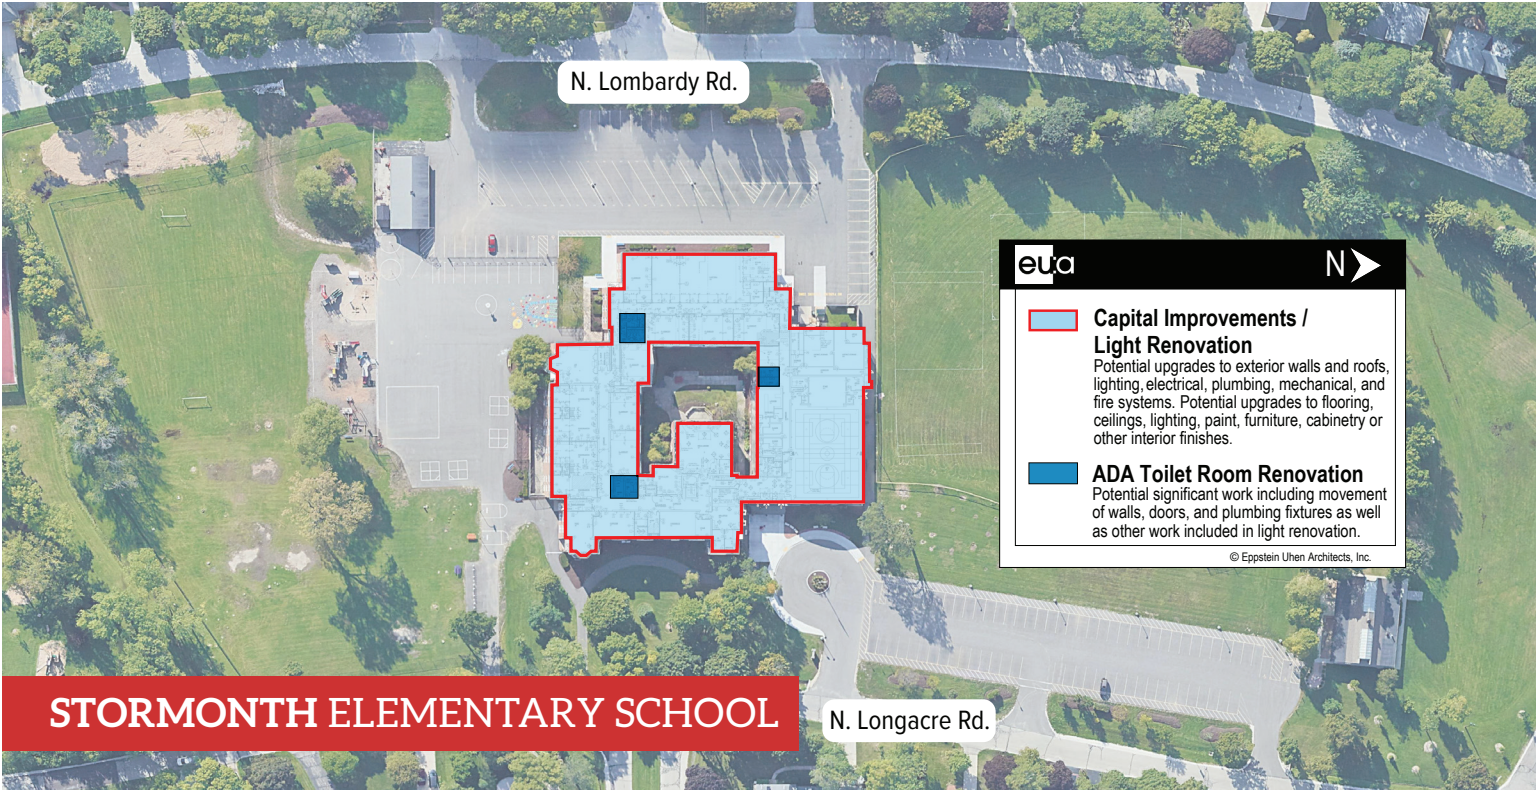 N. Lombardy Rd.
eua N
Capital Improvements /
Light Renovation
Potential upgrades to exterior walls and roofs,
lighting, electrical, plumbing, mechanical, and
fire systems. Potential upgrades to flooring,
ceilings, lighting, paint, furniture, cabinetry or
other interior finishes.
ADA Toilet Room Renovation
Potential significant work including movement
of walls, doors, and plumbing fixtures as well
as other work included in light renovation.
© Eppstein Uhen Architects, Inc.
STORMONTH ELEMENTARY SCHOOL
N. Longacre Rd.